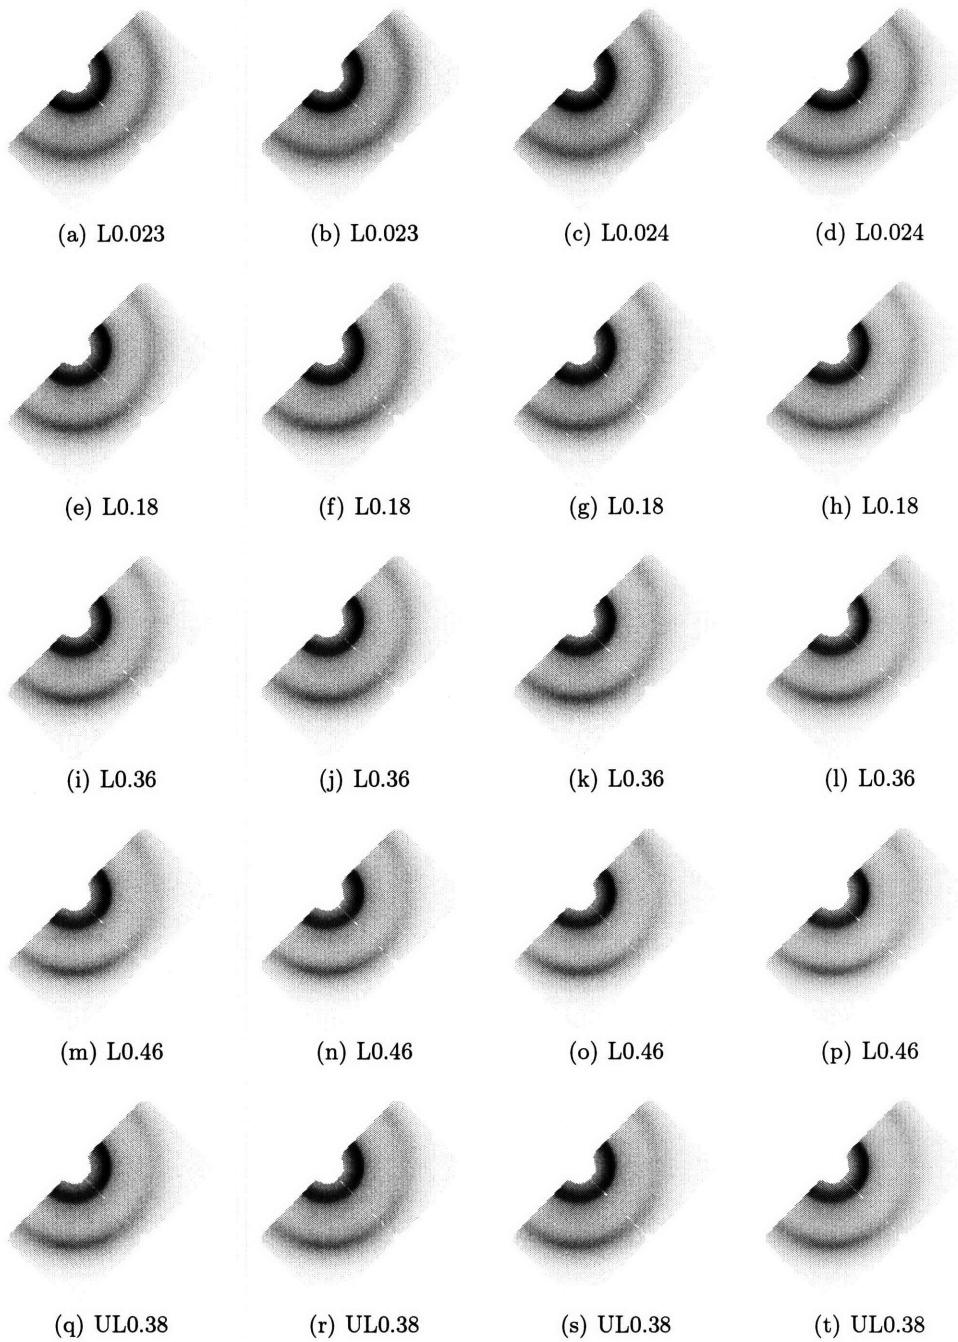 (a) L0.023 (b) L0.023 (c) L0.024 (d) L0.024
(e) L0.18 (f) L0.18 (g) L0.18 (h) L0.18
(i) L0.36 (j) L0.36 (k) L0.36 (l) L0.36
(m) L0.46 (n) L0.46 (o) L0.46 (p) L0.46
(q) UL0.38 (r) UL0.38 (s) UL0.38 (t) UL0.38